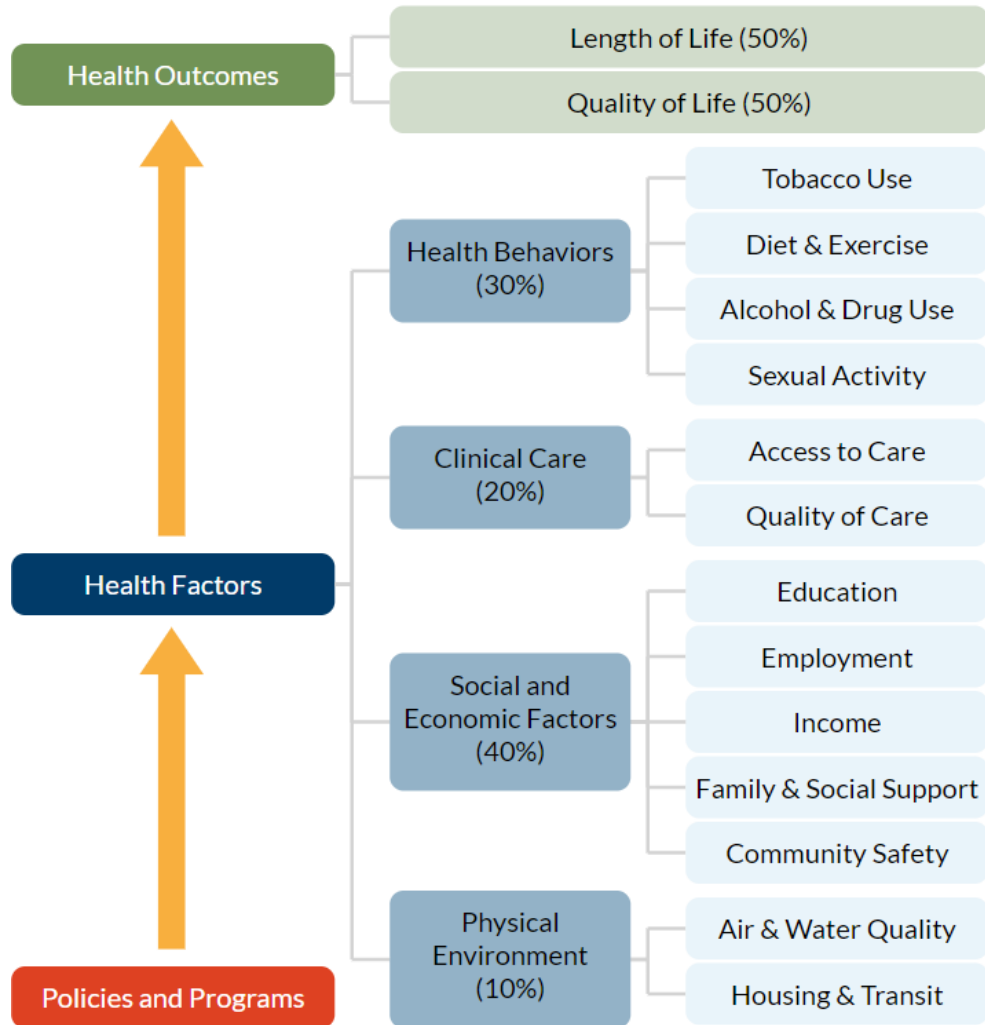 Health Outcomes
Length of Life (50%)
Quality of Life (50%)
Health Factors
Health Behaviors
(30%)
Tobacco Use
Diet & Exercise
Alcohol & Drug Use
Sexual Activity
Clinical Care
(20%)
Access to Care
Quality of Care
Social and
Economic Factors
(40%)
Education
Employment
Income
Family & Social Support
Community Safety
Physical
Environment
(10%)
Air & Water Quality
Housing & Transit
Policies and Programs